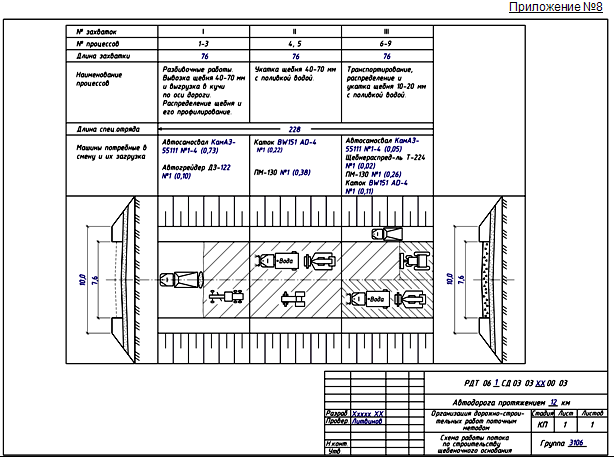 Приложение №8
№ захваток I II III
№ процессов 1-3 4, 5 6-9
Длина захватки 76 76 76
Наименование
процессов
Разбивочные работы.
Вывозка щебня 40-70 мм
и выгрузка в кучи
по оси дороги.
Распределение щебня и
его профилирование.
Укатка щебня 40-70 мм
с поливкой водой.
Транспортирование,
распределение и
укатка щебня 10-20 мм
с поливкой водой.
Длина спец.отряда 228
Машины потребные в
смену и их загрузка
Автосамосвал КамАЗ-
55111 №1-4 (0,73)
Автогрейдер ДЗ-122
№1 (0,10)
Каток BW151 AD-4
№1 (0,22)
ПМ-130 №1 (0,38)
Автосамосвал КамАЗ-
55111 №1-4 (0,05)
Щебнераспред-ль Т-224
№1 (0,02)
ПМ-130 №1 (0,26)
Каток BW151 AD-4
№1 (0,11)
10,0
7,6
Вода
Вода
10,0
7,6
РДТ 06 1 СД 03 03 ХХ 00 03
Автодорога протяжением 12 км
Разраб Ххххх ХХ
Провер Литвинов
Н.конт.
Утв
Организация дорожно-строи-
тельных работ поточным
методом
Стадия Лист Листов
КП 1 1
Схема работы потока
по строительству
щебеночного основания
Группа 3106